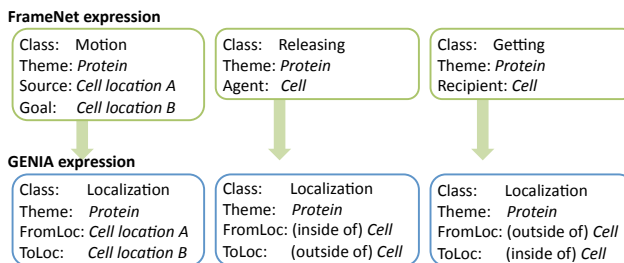 FrameNet expression
Class: Motion
Theme: Protein
Source: Cell location A
Goal: Cell location B
Class: Releasing
Theme: Protein
Agent: Cell
Class: Getting
Theme: Protein
Recipient: Cell
GENIA expression
Class: Localization
Theme: Protein
FromLoc: Cell location A
ToLoc: Cell location B
Class: Localization
Theme: Protein
FromLoc: (inside of) Cell
ToLoc: (outside of) Cell
Class: Localization
Theme: Protein
FromLoc: (outside of) Cell
ToLoc: (inside of) Cell